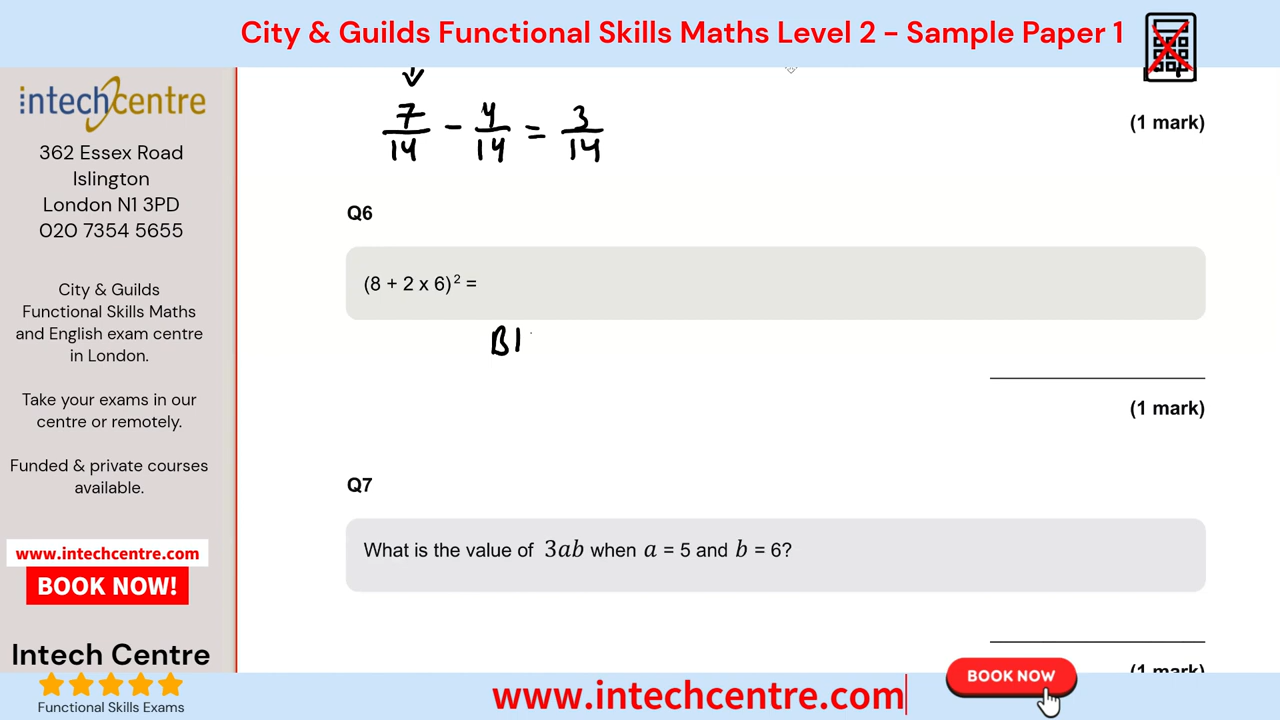 City & Guilds Functional Skills Maths Level 2 - Sample Paper 1
intechcentre
362 Essex Road
Islington
London N1 3PD
020 7354 5655
City & Guilds
Functional Skills Maths
and English exam centre
in London.
Take your exams in our
centre or remotely.
Funded & private courses
available.
www.intechcentre.com
BOOK NOW!
Intech Centre
Functional Skills Exams
7/14 - 4/14 = 3/14
(1 mark)
Q6
(8 + 2 x 6)² =
BI
(1 mark)
Q7
What is the value of 3ab when a = 5 and b = 6?
(1 mark)
www.intechcentre.com
BOOK NOW